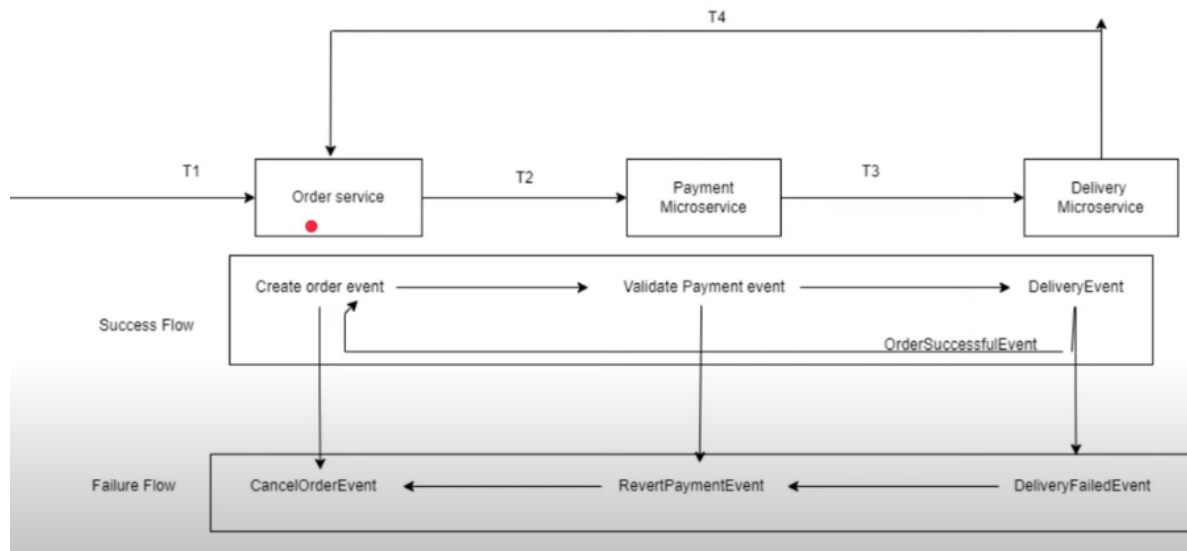 T4
T1
T2
T3
Order service
Payment
Microservice
Delivery
Microservice
Create order event
Validate Payment event
DeliveryEvent
Success Flow
OrderSuccessfulEvent
Failure Flow
CancelOrderEvent
RevertPaymentEvent
DeliveryFailedEvent